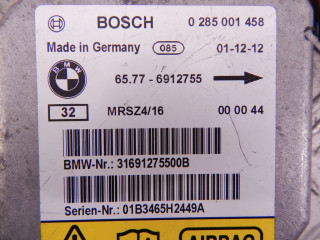 BOSCH 0 285 001 458
Made in Germany 085 01-12-12
BMW 65.77 - 6912755
32 MRSZ4/16 00 00 44
BMW-Nr.: 31691275500B
Serien-Nr.: 01B3465H2449A
AIRBAG